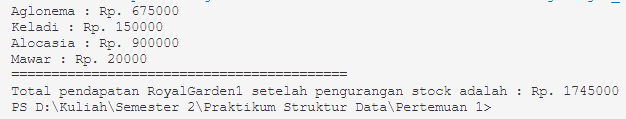 Aglonema : Rp. 675000
Keladi : Rp. 150000
Alocasia : Rp. 900000
Mawar : Rp. 20000
==========================================
Total pendapatan RoyalGarden1 setelah pengurangan stock adalah : Rp. 1745000
PS D:\Kuliah\Semester 2\Praktikum Struktur Data\Pertemuan 1>